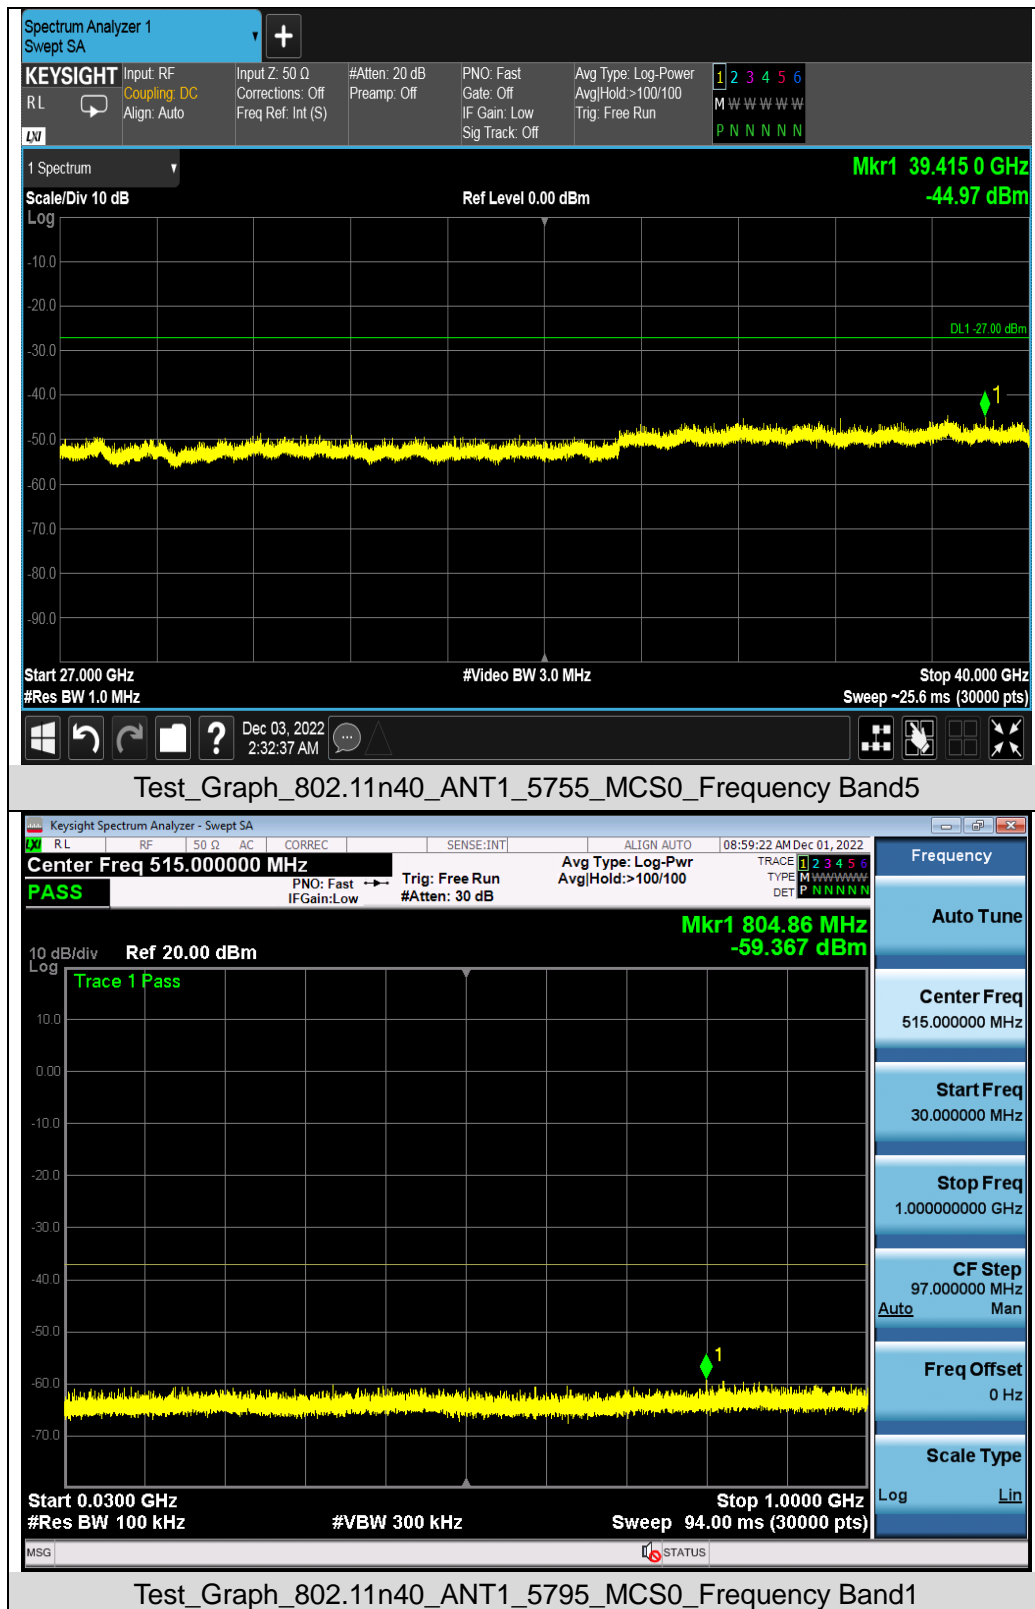 Spectrum Analyzer 1
Swept SA
+
KEYSIGHT
R L
LXI
Input: RF
Coupling: DC
Align: Auto
Input Z: 50 Ω
Corrections: Off
Freq Ref: Int (S)
#Atten: 20 dB
Preamp: Off
PNO: Fast
Gate: Off
IF Gain: Low
Sig Track: Off
Avg Type: Log-Power
Avg|Hold:>100/100
Trig: Free Run
1 2 3 4 5 6
M W W W W W
P N N N N N
1 Spectrum
Mkr1 39.415 0 GHz
-44.97 dBm
Scale/Div 10 dB
Ref Level 0.00 dBm
Log
-10.0
-20.0
DL1 -27.00 dBm
-30.0
-40.0
1
-50.0
-60.0
-70.0
-80.0
-90.0
Start 27.000 GHz
#Video BW 3.0 MHz
Stop 40.000 GHz
#Res BW 1.0 MHz
Sweep ~25.6 ms (30000 pts)
?
Dec 03, 2022
2:32:37 AM
Test_Graph_802.11n40_ANT1_5755_MCS0_Frequency Band5
Keysight Spectrum Analyzer - Swept SA
LXI
R L
RF
50 Ω
AC
CORREC
SENSE:INT
ALIGN AUTO
08:59:22 AM Dec 01, 2022
Center Freq 515.000000 MHz
PASS
PNO: Fast
IFGain:Low
Trig: Free Run
#Atten: 30 dB
Avg Type: Log-Pwr
Avg|Hold:>100/100
TRACE 1 2 3 4 5 6
TYPE M W W W W W
DET P N N N N N
Mkr1 804.86 MHz
-59.367 dBm
10 dB/div
Ref 20.00 dBm
Log
Trace 1 Pass
10.0
0.00
-10.0
-20.0
-30.0
-40.0
-50.0
1
-60.0
-70.0
Start 0.0300 GHz
Stop 1.0000 GHz
#Res BW 100 kHz
#VBW 300 kHz
Sweep 94.00 ms (30000 pts)
MSG
STATUS
Frequency
Auto Tune
Center Freq
515.000000 MHz
Start Freq
30.000000 MHz
Stop Freq
1.000000000 GHz
CF Step
97.000000 MHz
Auto Man
Freq Offset
0 Hz
Scale Type
Log Lin
Test_Graph_802.11n40_ANT1_5795_MCS0_Frequency Band1